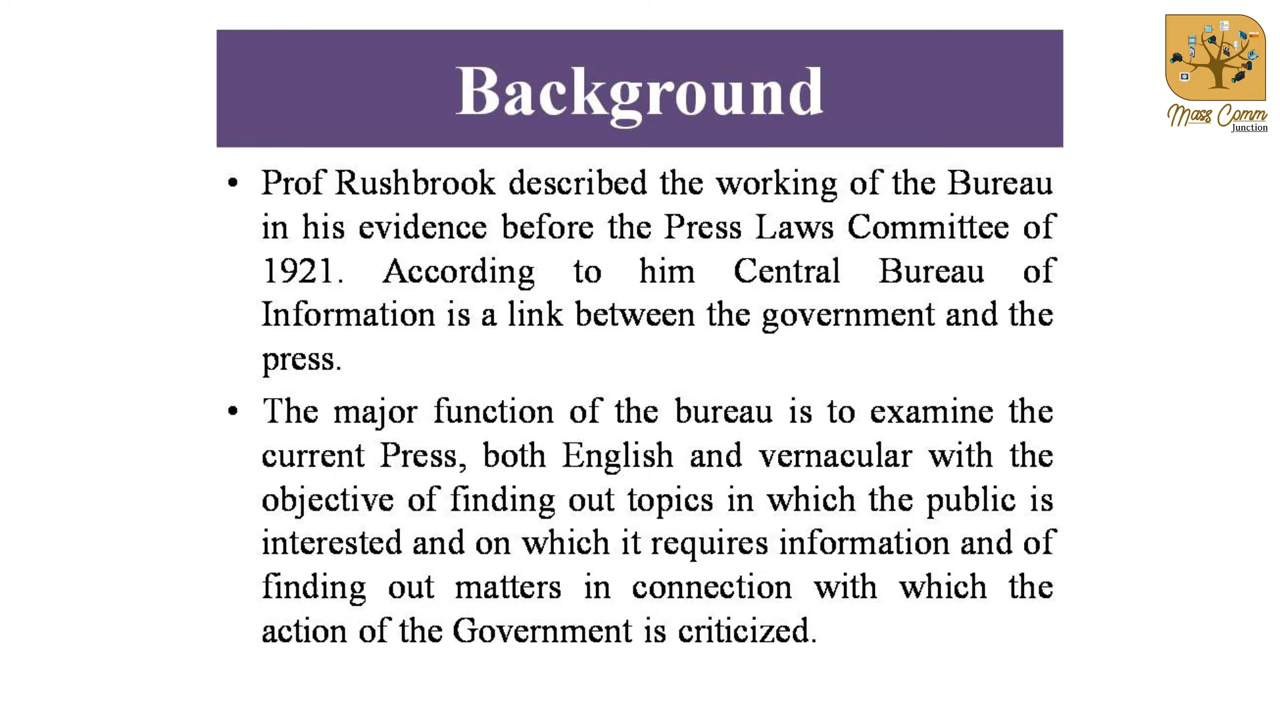 Background
Mass Comm
Junction
• Prof Rushbrook described the working of the Bureau
in his evidence before the Press Laws Committee of
1921. According to him Central Bureau of
Information is a link between the government and the
press.
• The major function of the bureau is to examine the
current Press, both English and vernacular with the
objective of finding out topics in which the public is
interested and on which it requires information and of
finding out matters in connection with which the
action of the Government is criticized.